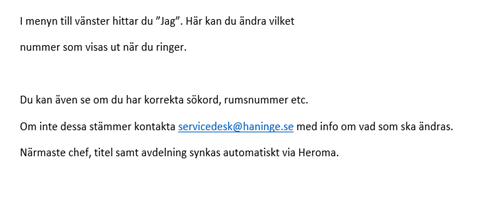 I menyn till vänster hittar du ”Jag”. Här kan du ändra vilket
nummer som visas ut när du ringer.
Du kan även se om du har korrekta sökord, rumsnummer etc.
Om inte dessa stämmer kontakta servicedesk@haninge.se med info om vad som ska ändras.
Närmaste chef, titel samt avdelning synkas automatiskt via Heroma.